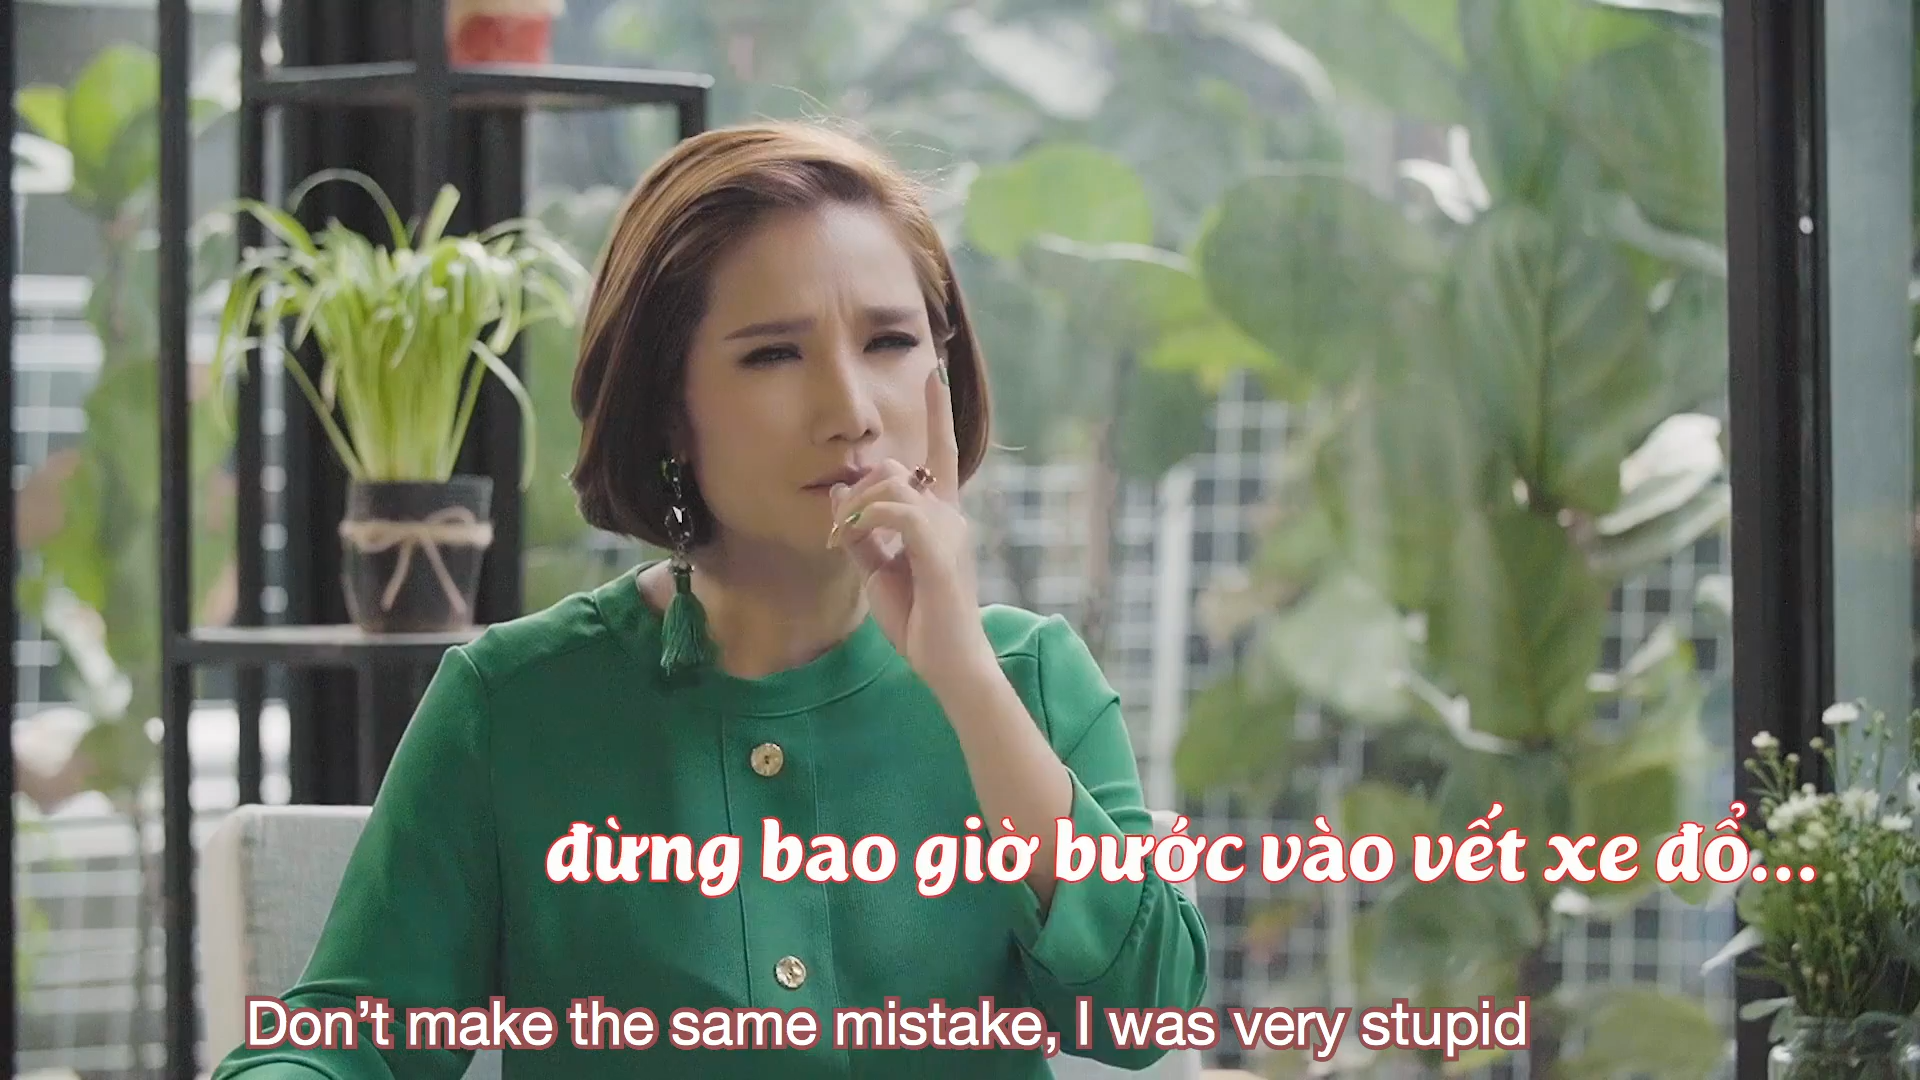 đừng bao giờ bước vào vết xe đổ...
Don't make the same mistake, I was very stupid